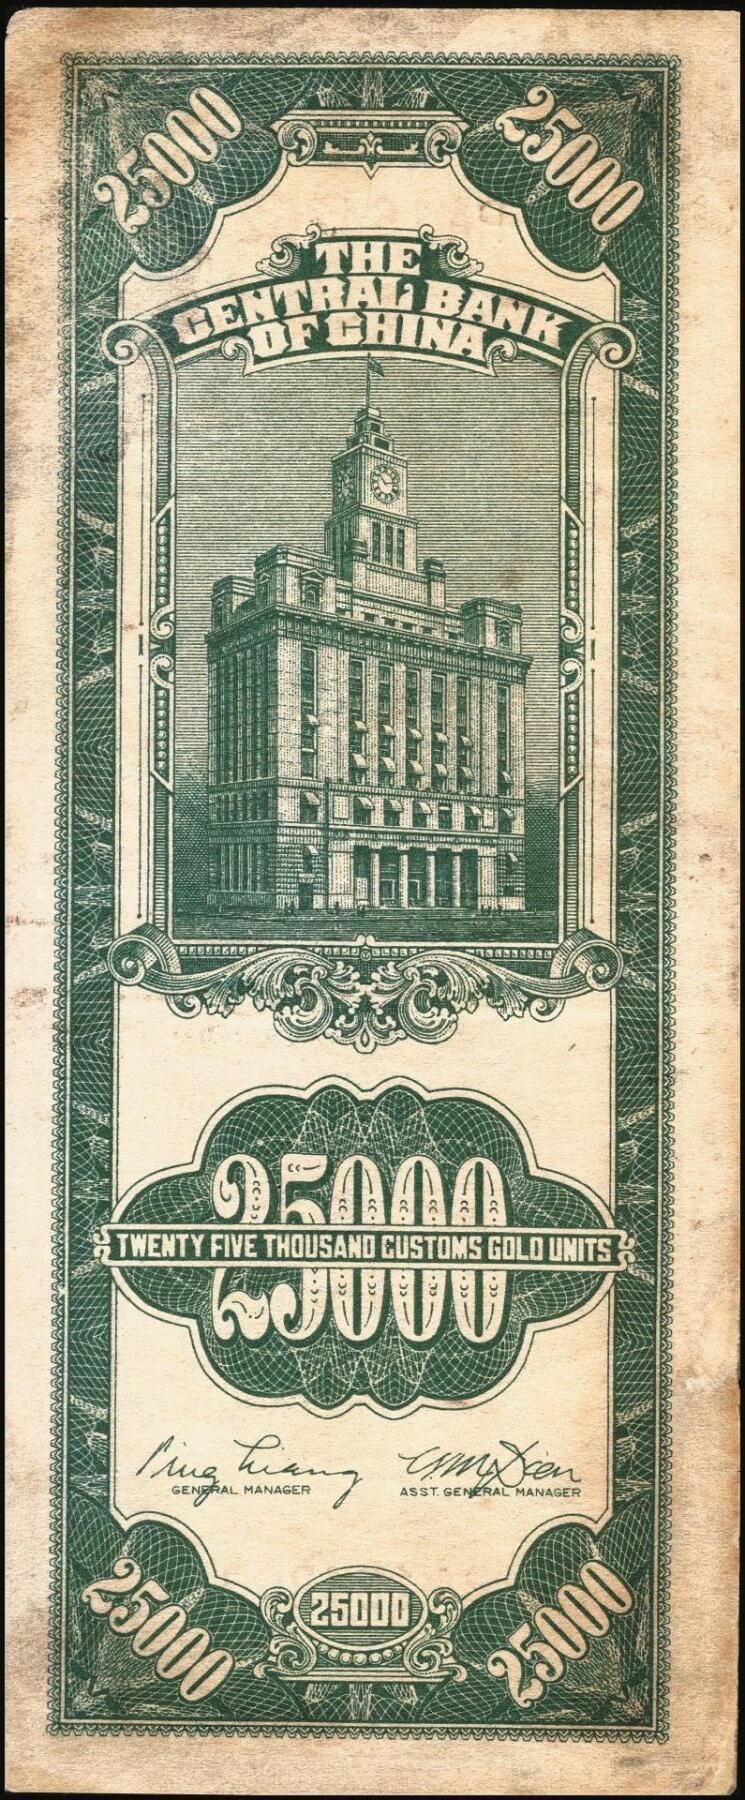 25000 25000
THE
CENTRAL BANK
OF CHINA
25000
TWENTY FIVE THOUSAND CUSTOMS GOLD UNITS
GENERAL MANAGER ASST. GENERAL MANAGER
25000 25000 25000